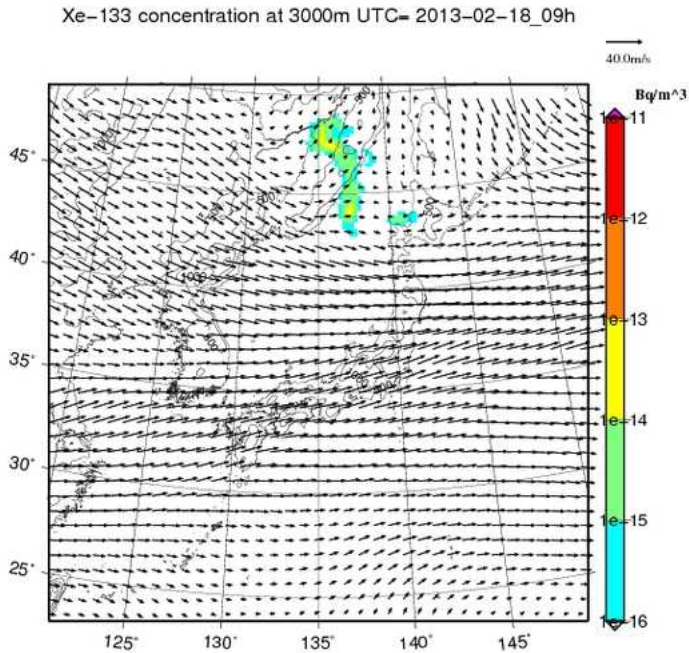 Xe-133 concentration at 3000m UTC= 2013-02-18_09h
40.0m/s
Bq/m^3
1e-11
45°
1e-12
40°
1000
1e-13
35°
1e-14
30°
1e-15
25°
1e-16
125° 130° 135° 140° 145°